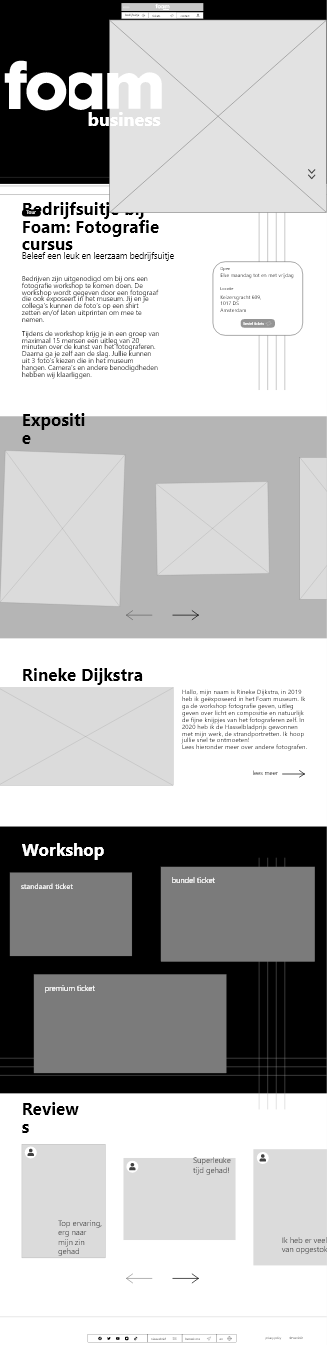 foam
foam
business
Tour
Bedrijfsuitje bij
Foam: Fotografie
cursus
Beleef een leuk en leerzaam bedrijfsuitje
Bedrijven zijn uitgenodigd om bij ons een
fotografie workshop te komen doen. De
workshop wordt gegeven door een fotograaf
die ook exposeert in het museum. Jij en je
collega's kunnen de foto's op een shirt
zetten en/of laten uitprinten om mee te
nemen.
Tijdens de workshop krijg je in een groep van
maximaal 15 mensen een uitleg van 20
minuten over de kunst van het fotograferen.
Daarna ga je zelf aan de slag. Jullie kunnen
uit 3 foto's kiezen die in het museum
hangen. Camera's en andere benodigdheden
hebben wij klaarliggen.
Open
Elke maandag tot en met vrijdag
Locatie
Keizersgracht 609,
1017 DS
Amsterdam
Bestel tickets
Expositi
e
Rineke Dijkstra
Hallo, mijn naam is Rineke Dijkstra, in 2019
heb ik geëxposeerd in het Foam museum. Ik
ga de workshop fotografie geven, uitleg
geven over licht en compositie en natuurlijk
de fijne knijpjes van het fotograferen zelf. In
2020 heb ik de Hasselbladprijs gewonnen
met mijn werk, de strandportretten. Ik hoop
jullie snel te ontmoeten!
Lees hieronder meer over andere fotografen.
lees meer
Workshop
standaard ticket
bundel ticket
premium ticket
Review
s
Top ervaring,
erg naar
mijn zin
gehad
Superleuke
tijd gehad!
Ik heb er veel
van opgestok